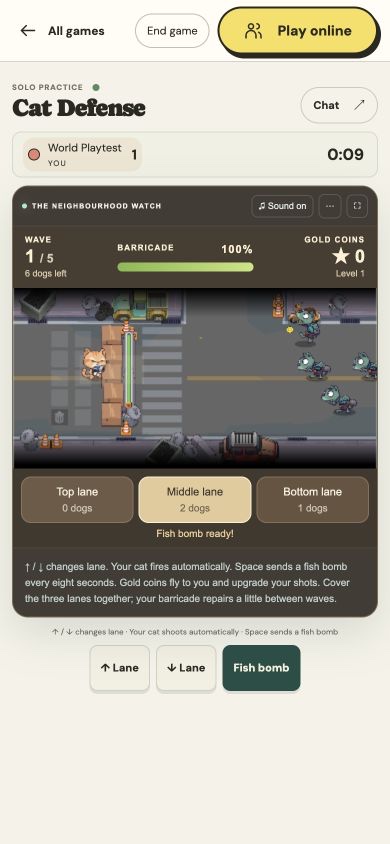 ← All games
End game
Play online
SOLO PRACTICE
Cat Defense
Chat ↗
World Playtest
YOU
1
0:09
THE NEIGHBOURHOOD WATCH
♫ Sound on
...
WAVE
1 / 5
6 dogs left
BARRICADE 100%
GOLD COINS
★ 0
Level 1
Top lane
0 dogs
Middle lane
2 dogs
Bottom lane
1 dogs
Fish bomb ready!
↑ / ↓ changes lane. Your cat fires automatically. Space sends a fish bomb
every eight seconds. Gold coins fly to you and upgrade your shots. Cover
the three lanes together; your barricade repairs a little between waves.
↑ / ↓ changes lane · Your cat shoots automatically · Space sends a fish bomb
↑ Lane
↓ Lane
Fish bomb